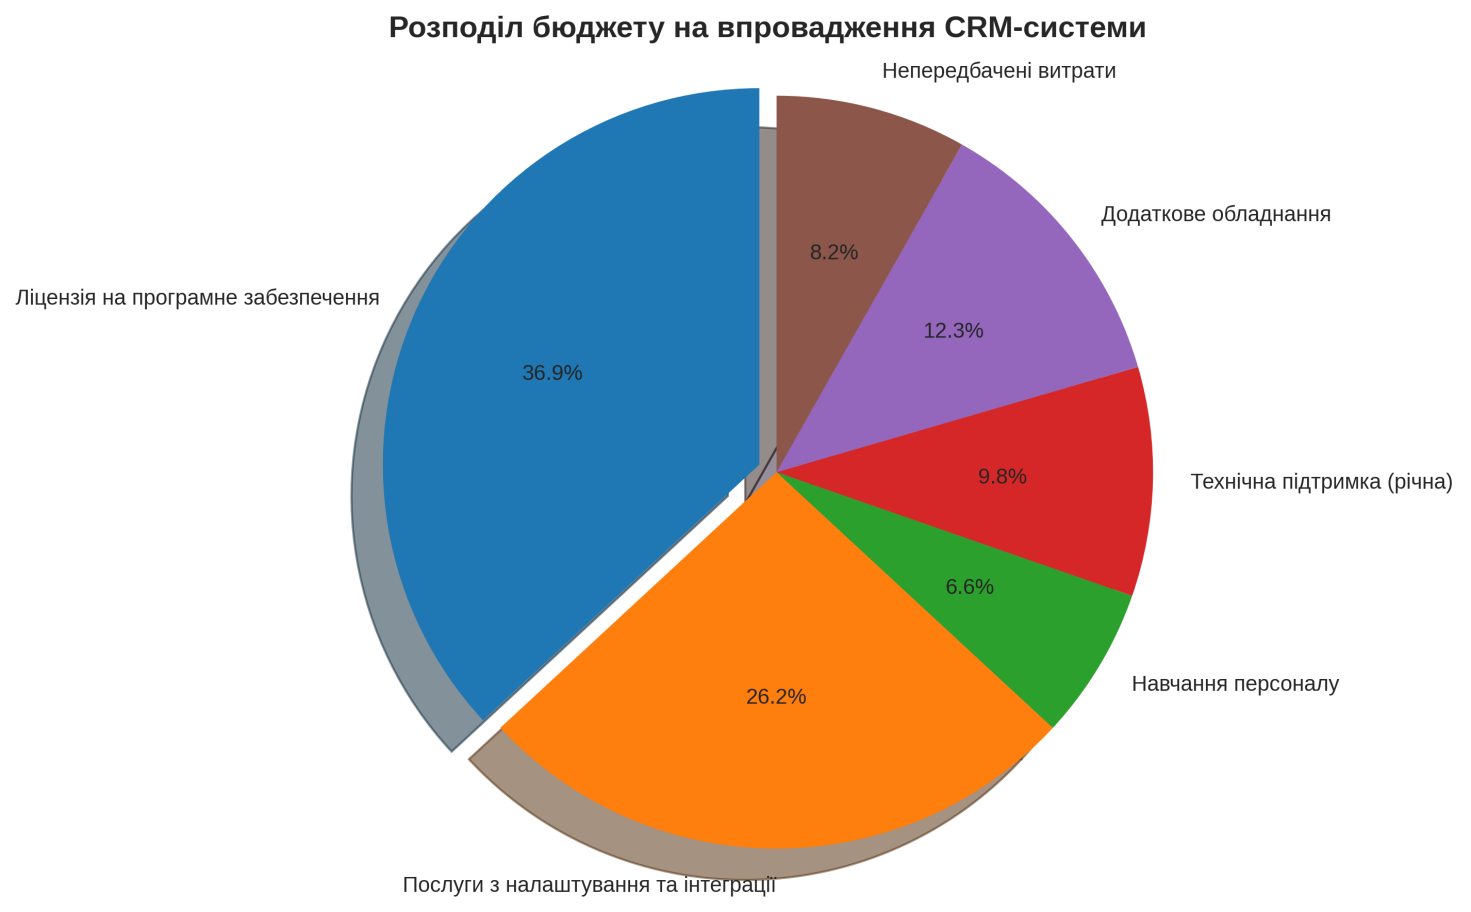 Розподіл бюджету на впровадження CRM-системи
Непередбачені витрати
Додаткове обладнання
8.2%
12.3%
Ліцензія на програмне забезпечення
36.9%
9.8%
Технічна підтримка (річна)
6.6%
Навчання персоналу
26.2%
Послуги з налаштування та інтеграції